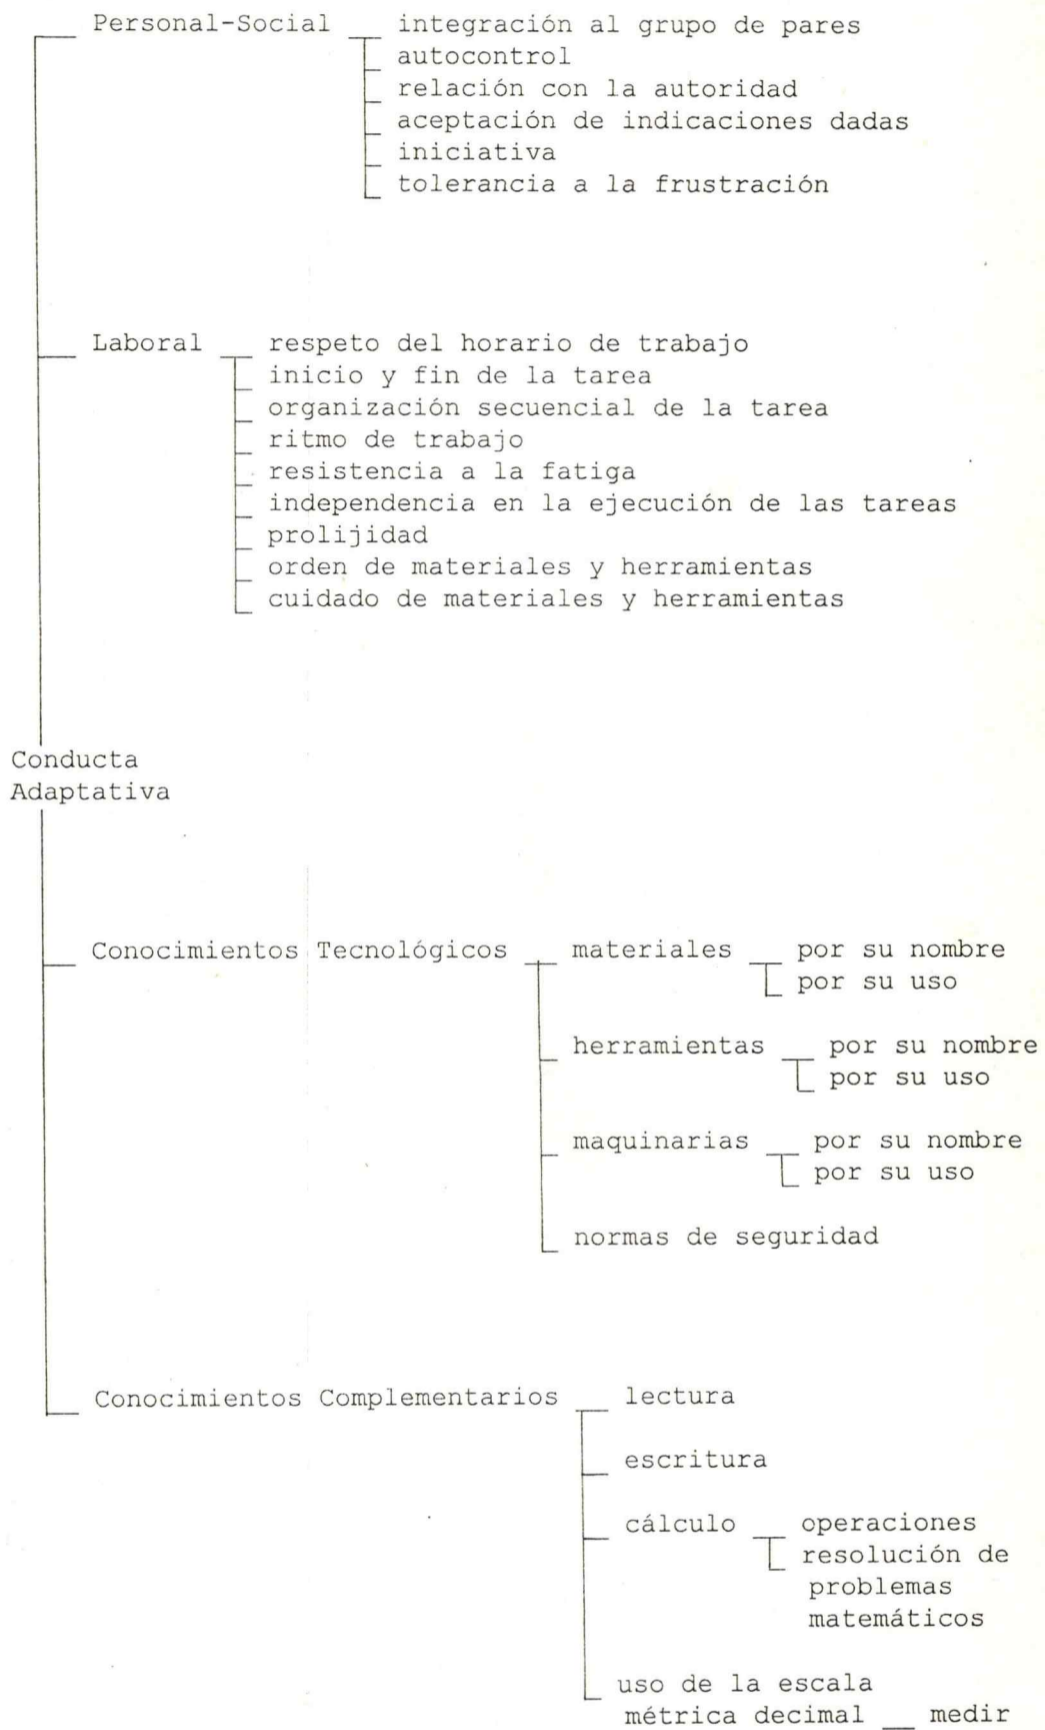 Personal-Social integración al grupo de pares
autocontrol
relación con la autoridad
aceptación de indicaciones dadas
iniciativa
tolerancia a la frustración
Laboral respeto del horario de trabajo
inicio y fin de la tarea
organización secuencial de la tarea
ritmo de trabajo
resistencia a la fatiga
independencia en la ejecución de las tareas
prolijidad
orden de materiales y herramientas
cuidado de materiales y herramientas
Conducta
Adaptativa
Conocimientos Tecnológicos materiales por su nombre
por su uso
herramientas por su nombre
por su uso
maquinarias por su nombre
por su uso
normas de seguridad
Conocimientos Complementarios lectura
escritura
cálculo operaciones
resolución de
problemas
matemáticos
uso de la escala
métrica decimal medir